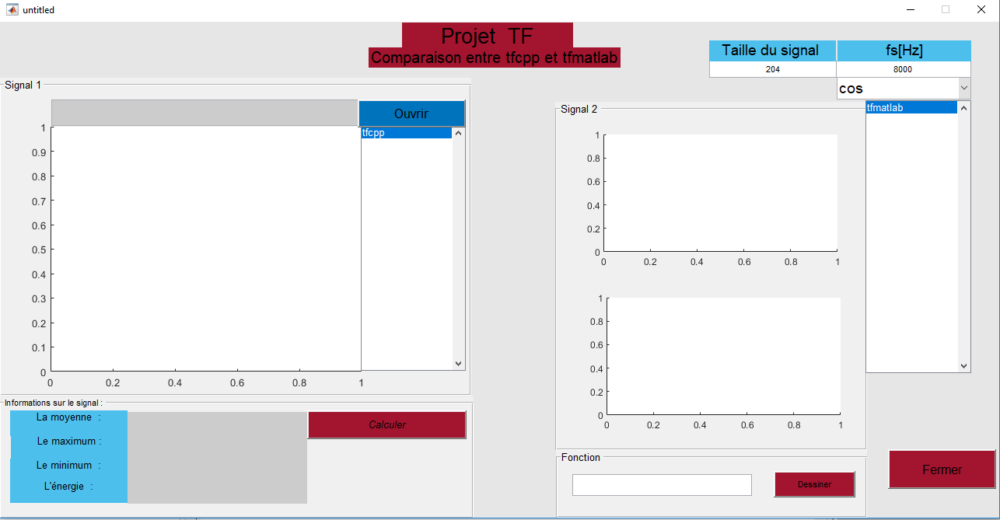 untitled
Projet TF
Comparaison entre tfcpp et tfmatlab
Taille du signal
fs[Hz]
204
8000
cos
Signal 1
Ouvrir
tfcpp
1
0.9
0.8
0.7
0.6
0.5
0.4
0.3
0.2
0.1
0
0 0.2 0.4 0.6 0.8 1
Signal 2
tfmatlab
1
0.8
0.6
0.4
0.2
0
0 0.2 0.4 0.6 0.8 1
1
0.8
0.6
0.4
0.2
0
0 0.2 0.4 0.6 0.8 1
Informations sur le signal :
La moyenne :
Le maximum :
Le minimum :
L'énergie :
Calculer
Fonction
Dessiner
Fermer